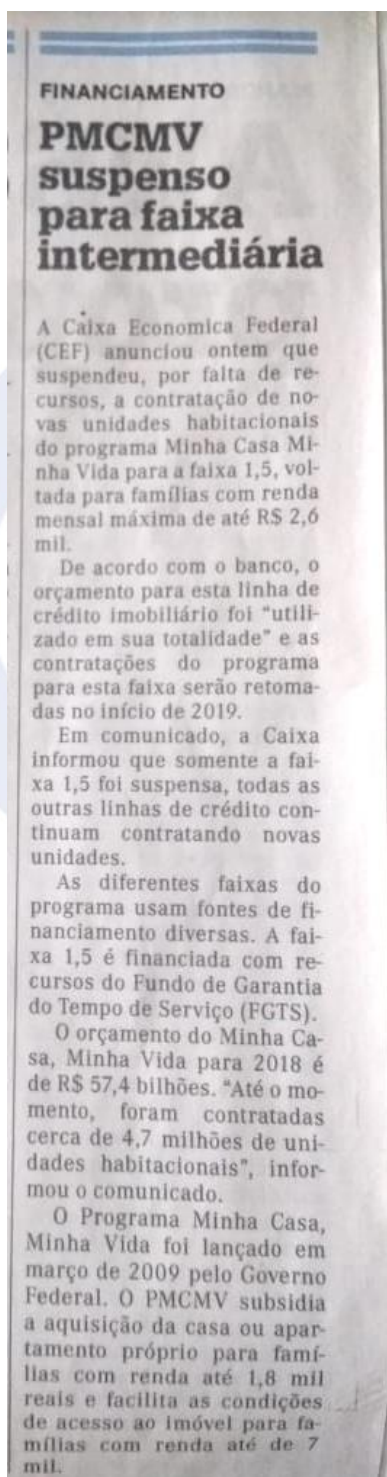 FINANCIAMENTO
PMCMV
suspenso
para faixa
intermediária
A Caixa Economica Federal
(CEF) anunciou ontem que
suspendeu, por falta de re-
cursos, a contratação de no-
vas unidades habitacionais
do programa Minha Casa Mi-
nha Vida para a faixa 1,5, vol-
tada para famílias com renda
mensal máxima de até R$ 2,6
mil.
De acordo com o banco, o
orçamento para esta linha de
crédito imobiliário foi “utili-
zado em sua totalidade” e as
contratações do programa
para esta faixa serão retoma-
das no início de 2019.
Em comunicado, a Caixa
informou que somente a fai-
xa 1,5 foi suspensa, todas as
outras linhas de crédito con-
tinuam contratando novas
unidades.
As diferentes faixas do
programa usam fontes de fi-
nanciamento diversas. A fai-
xa 1,5 é financiada com re-
cursos do Fundo de Garantia
do Tempo de Serviço (FGTS).
O orçamento do Minha Ca-
sa, Minha Vida para 2018 é
de R$ 57,4 bilhões. “Até o mo-
mento, foram contratadas
cerca de 4,7 milhões de uni-
dades habitacionais”, infor-
mou o comunicado.
O Programa Minha Casa,
Minha Vida foi lançado em
março de 2009 pelo Governo
Federal. O PMCMV subsidia
a aquisição da casa ou apar-
tamento próprio para famí-
lias com renda até 1,8 mil
reais e facilita as condições
de acesso ao imóvel para fa-
mílias com renda até de 7
mil.